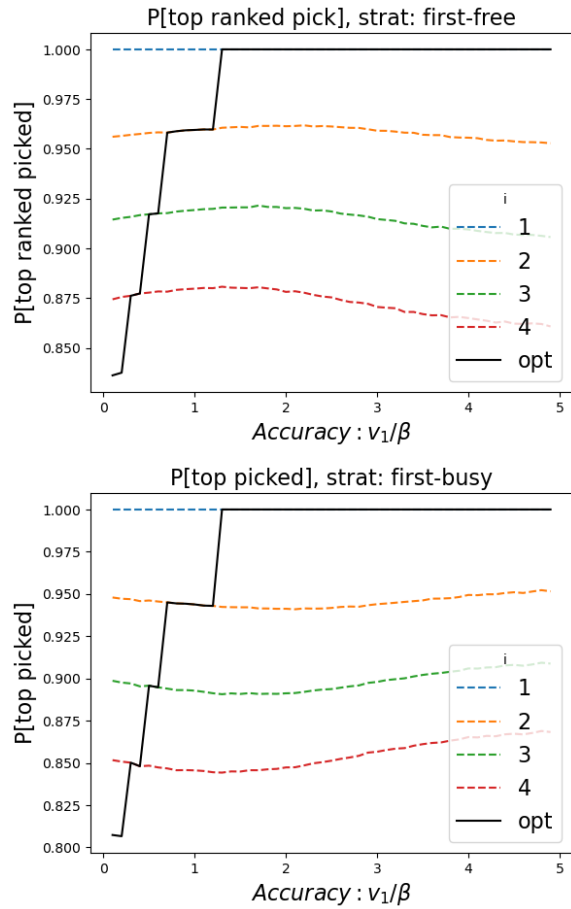 P[top ranked pick], strat: first-free
1.000
0.975
0.950
0.925
0.900
0.875
0.850
P[top ranked picked]
i
1
2
3
4
opt
0 1 2 3 4 5
Accuracy : v₁/β
P[top picked], strat: first-busy
1.000
0.975
0.950
0.925
0.900
0.875
0.850
0.825
0.800
P[top picked]
i
1
2
3
4
opt
0 1 2 3 4 5
Accuracy : v₁/β